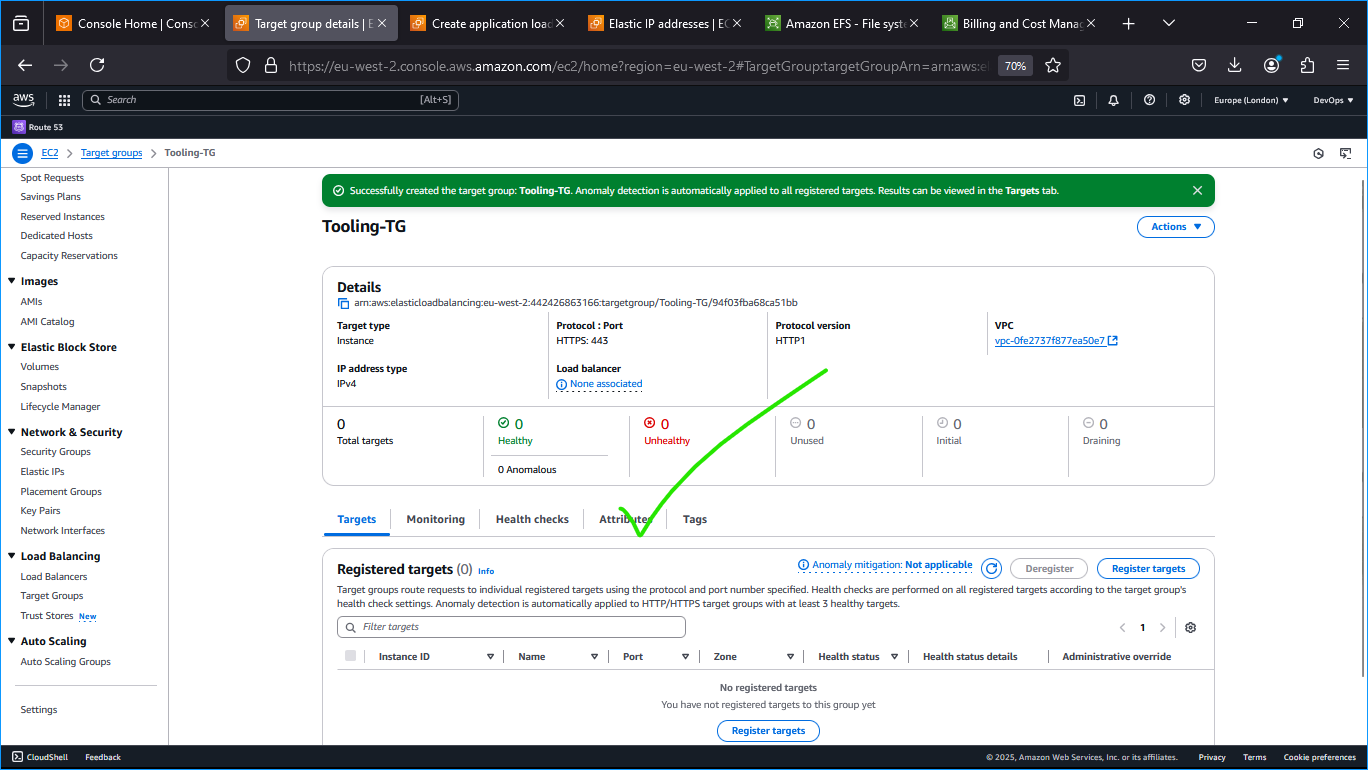 Console Home | Conso
Target group details | E
Create application load
Elastic IP addresses | EC
Amazon EFS - File syste
Billing and Cost Manag
https://eu-west-2.console.aws.amazon.com/ec2/home?region=eu-west-2#TargetGroup:targetGroupArn=arn:aws:el
70%
aws
Search
[Alt+S]
Europe (London)
DevOps
Route 53
EC2
Target groups
Tooling-TG
Spot Requests
Savings Plans
Reserved Instances
Dedicated Hosts
Capacity Reservations
Images
AMIs
AMI Catalog
Elastic Block Store
Volumes
Snapshots
Lifecycle Manager
Network & Security
Security Groups
Elastic IPs
Placement Groups
Key Pairs
Network Interfaces
Load Balancing
Load Balancers
Target Groups
Trust Stores New
Auto Scaling
Auto Scaling Groups
Settings
Successfully created the target group: Tooling-TG. Anomaly detection is automatically applied to all registered targets. Results can be viewed in the Targets tab.
Tooling-TG
Actions
Details
arn:aws:elasticloadbalancing:eu-west-2:442426863166:targetgroup/Tooling-TG/94f03fba68ca51bb
Target type
Instance
Protocol : Port
HTTPS: 443
Protocol version
HTTP1
VPC
vpc-0fe2737f877ea50e7
IP address type
IPv4
Load balancer
None associated
0
Total targets
0
Healthy
0 Anomalous
0
Unhealthy
0
Unused
0
Initial
0
Draining
Targets
Monitoring
Health checks
Attributes
Tags
Registered targets (0) Info
Anomaly mitigation: Not applicable
Deregister
Register targets
Target groups route requests to individual registered targets using the protocol and port number specified. Health checks are performed on all registered targets according to the target group's
health check settings. Anomaly detection is automatically applied to HTTP/HTTPS target groups with at least 3 healthy targets.
Filter targets
1
Instance ID
Name
Port
Zone
Health status
Health status details
Administrative override
No registered targets
You have not registered targets to this group yet
Register targets
CloudShell
Feedback
© 2025, Amazon Web Services, Inc. or its affiliates.
Privacy
Terms
Cookie preferences